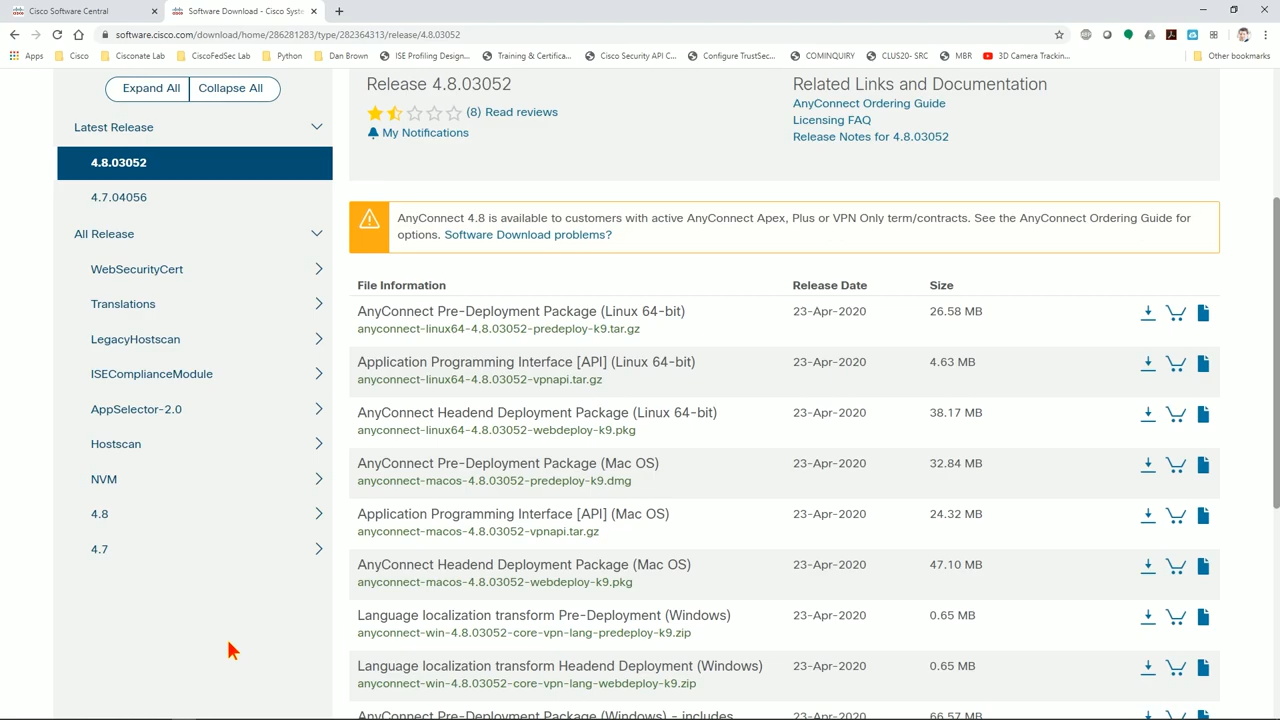 Cisco Software Central
Software Download - Cisco Syste
software.cisco.com/download/home/286281283/type/282364313/release/4.8.03052
Apps
Cisco
Cisconate Lab
CiscoFedSec Lab
Python
Dan Brown
ISE Profiling Design...
Training & Certifica...
Cisco Security API C...
Configure TrustSec...
COMINQUIRY
CLUS20- SRC
MBR
3D Camera Trackin...
Other bookmarks
Expand All
Collapse All
Latest Release
4.8.03052
4.7.04056
All Release
WebSecurityCert
Translations
LegacyHostscan
ISEComplianceModule
AppSelector-2.0
Hostscan
NVM
4.8
4.7
Release 4.8.03052
(8) Read reviews
My Notifications
Related Links and Documentation
AnyConnect Ordering Guide
Licensing FAQ
Release Notes for 4.8.03052
AnyConnect 4.8 is available to customers with active AnyConnect Apex, Plus or VPN Only term/contracts. See the AnyConnect Ordering Guide for
options. Software Download problems?
File Information Release Date Size
AnyConnect Pre-Deployment Package (Linux 64-bit) 23-Apr-2020 26.58 MB
anyconnect-linux64-4.8.03052-predeploy-k9.tar.gz
Application Programming Interface [API] (Linux 64-bit) 23-Apr-2020 4.63 MB
anyconnect-linux64-4.8.03052-vpnapi.tar.gz
AnyConnect Headend Deployment Package (Linux 64-bit) 23-Apr-2020 38.17 MB
anyconnect-linux64-4.8.03052-webdeploy-k9.pkg
AnyConnect Pre-Deployment Package (Mac OS) 23-Apr-2020 32.84 MB
anyconnect-macos-4.8.03052-predeploy-k9.dmg
Application Programming Interface [API] (Mac OS) 23-Apr-2020 24.32 MB
anyconnect-macos-4.8.03052-vpnapi.tar.gz
AnyConnect Headend Deployment Package (Mac OS) 23-Apr-2020 47.10 MB
anyconnect-macos-4.8.03052-webdeploy-k9.pkg
Language localization transform Pre-Deployment (Windows) 23-Apr-2020 0.65 MB
anyconnect-win-4.8.03052-core-vpn-lang-predeploy-k9.zip
Language localization transform Headend Deployment (Windows) 23-Apr-2020 0.65 MB
anyconnect-win-4.8.03052-core-vpn-lang-webdeploy-k9.zip
AnyConnect Pre-Deployment Package (Windows) - includes 23-Apr-2020 66.57 MB